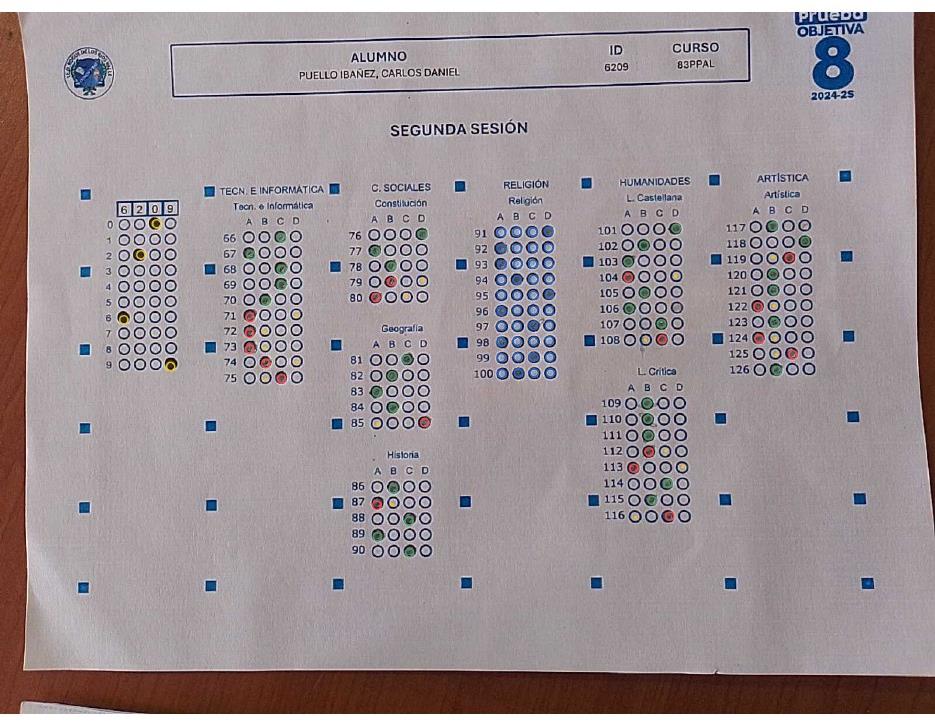 Prueba
OBJETIVA
8
2024-2S
ALUMNO ID CURSO
PUELLO IBAÑEZ, CARLOS DANIEL 6209 83PPAL
SEGUNDA SESIÓN
6 2 0 9
0
1
2
3
4
5
6
7
8
9
TECN. E INFORMÁTICA
Tecn. e Informática
A B C D
66
67
68
69
70
71
72
73
74
75
C. SOCIALES
Constitución
A B C D
76
77
78
79
80
Geografía
A B C D
81
82
83
84
85
Historia
A B C D
86
87
88
89
90
RELIGIÓN
Religión
A B C D
91
92
93
94
95
96
97
98
99
100
HUMANIDADES
L. Castellana
A B C D
101
102
103
104
105
106
107
108
L. Crítica
A B C D
109
110
111
112
113
114
115
116
ARTÍSTICA
Artística
A B C D
117
118
119
120
121
122
123
124
125
126